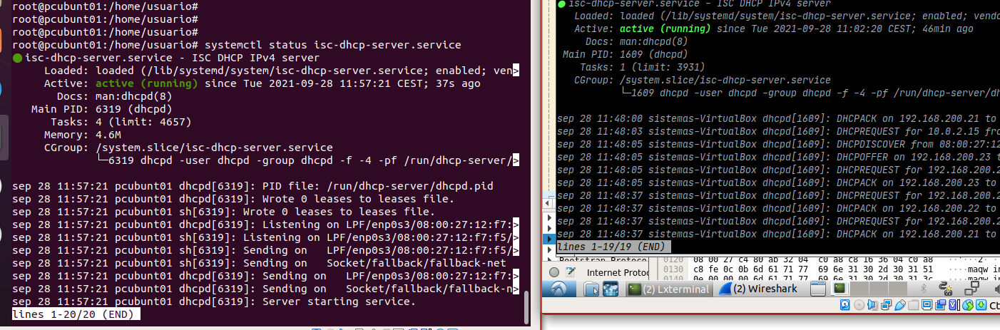 root@pcubunt01:/home/usuario#
root@pcubunt01:/home/usuario#
root@pcubunt01:/home/usuario#
root@pcubunt01:/home/usuario# systemctl status isc-dhcp-server.service
isc-dhcp-server.service - ISC DHCP IPv4 server
Loaded: loaded (/lib/systemd/system/isc-dhcp-server.service; enabled; ven>
Active: active (running) since Tue 2021-09-28 11:57:21 CEST; 37s ago
Docs: man:dhcpd(8)
Main PID: 6319 (dhcpd)
Tasks: 4 (limit: 4657)
Memory: 4.6M
CGroup: /system.slice/isc-dhcp-server.service
└─6319 dhcpd -user dhcpd -group dhcpd -f -4 -pf /run/dhcp-server/>
sep 28 11:57:21 pcubunt01 dhcpd[6319]: PID file: /run/dhcp-server/dhcpd.pid
sep 28 11:57:21 pcubunt01 dhcpd[6319]: Wrote 0 leases to leases file.
sep 28 11:57:21 pcubunt01 sh[6319]: Wrote 0 leases to leases file.
sep 28 11:57:21 pcubunt01 dhcpd[6319]: Listening on LPF/enp0s3/08:00:27:12:f7:>
sep 28 11:57:21 pcubunt01 sh[6319]: Listening on LPF/enp0s3/08:00:27:12:f7:f5/>
sep 28 11:57:21 pcubunt01 sh[6319]: Sending on   LPF/enp0s3/08:00:27:12:f7:f5/>
sep 28 11:57:21 pcubunt01 sh[6319]: Sending on   Socket/fallback/fallback-net
sep 28 11:57:21 pcubunt01 dhcpd[6319]: Sending on   LPF/enp0s3/08:00:27:12:f7:>
sep 28 11:57:21 pcubunt01 dhcpd[6319]: Sending on   Socket/fallback/fallback-n>
sep 28 11:57:21 pcubunt01 dhcpd[6319]: Server starting service.
lines 1-20/20 (END)
isc-dhcp-server.service - ISC DHCP IPv4 server
Loaded: loaded (/lib/systemd/system/isc-dhcp-server.service; enabled; vendo
Active: active (running) since Tue 2021-09-28 11:02:20 CEST; 46min ago
Docs: man:dhcpd(8)
Main PID: 1609 (dhcpd)
Tasks: 1 (limit: 3931)
CGroup: /system.slice/isc-dhcp-server.service
└─1609 dhcpd -user dhcpd -group dhcpd -f -4 -pf /run/dhcp-server/dh
sep 28 11:48:00 sistemas-VirtualBox dhcpd[1609]: DHCPACK on 192.168.200.21 to
sep 28 11:48:03 sistemas-VirtualBox dhcpd[1609]: DHCPREQUEST for 10.0.2.15 fro
sep 28 11:48:05 sistemas-VirtualBox dhcpd[1609]: DHCPDISCOVER from 08:00:27:12
sep 28 11:48:05 sistemas-VirtualBox dhcpd[1609]: DHCPOFFER on 192.168.200.23 t
sep 28 11:48:05 sistemas-VirtualBox dhcpd[1609]: DHCPREQUEST for 192.168.200.2
sep 28 11:48:05 sistemas-VirtualBox dhcpd[1609]: DHCPACK on 192.168.200.23 to
sep 28 11:48:37 sistemas-VirtualBox dhcpd[1609]: DHCPREQUEST for 192.168.200.2
sep 28 11:48:37 sistemas-VirtualBox dhcpd[1609]: DHCPACK on 192.168.200.22 to
sep 28 11:48:37 sistemas-VirtualBox dhcpd[1609]: DHCPREQUEST for 192.168.200.2
sep 28 11:48:37 sistemas-VirtualBox dhcpd[1609]: DHCPACK on 192.168.200.21 to
lines 1-19/19 (END)
Bootstrap Protoco
0120 08 00 27 c4 80 ab 32 04 c0 a8 c8 16 36 04 c0 a8 ··'···2·
0130 c8 fe 0c 0b 6d 61 71 77 69 6e 31 30 2d 30 31 51 ····maqw in
0140 0e 00 00 00 6d 61 71 77 69 6e 31 30 2d 30 31 3c ····maqw in
Internet Protoc
(2) Lxterminal
(2) Wireshark
Ct